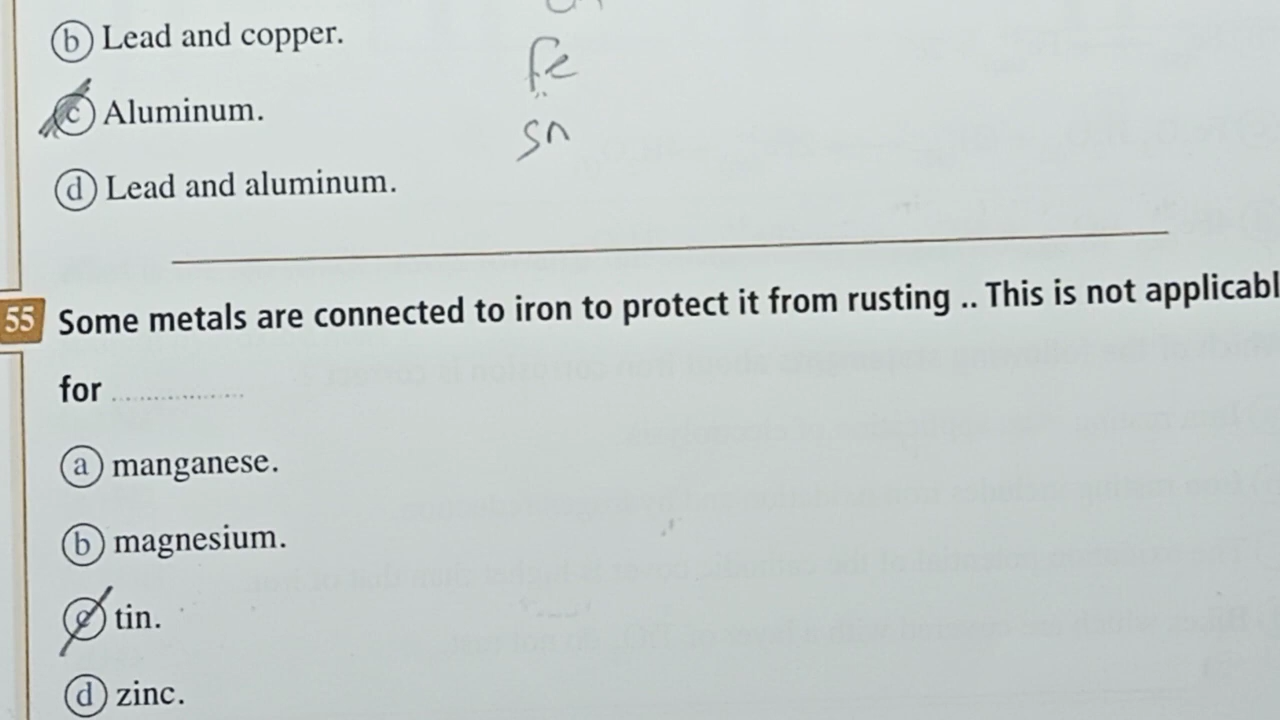 b Lead and copper.
fe
c Aluminum.
sn
d Lead and aluminum.
55 Some metals are connected to iron to protect it from rusting .. This is not applicabl
for ..................
a manganese.
b magnesium.
c tin.
d zinc.